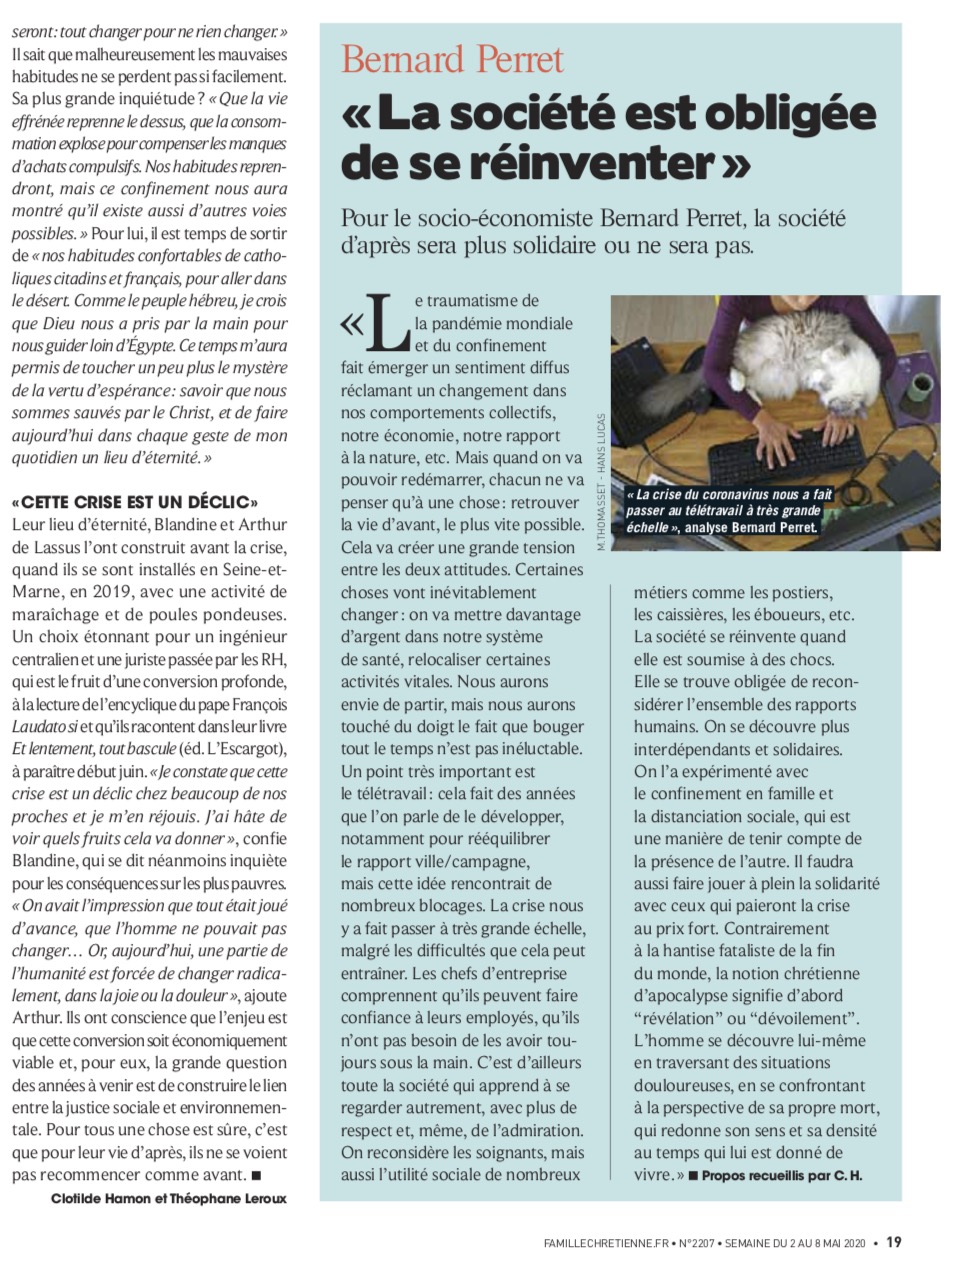 seront : tout changer pour ne rien changer. »
Il sait que malheureusement les mauvaises
habitudes ne se perdent pas si facilement.
Sa plus grande inquiétude ? « Que la vie
effrénée reprenne le dessus, que la consom-
mation explose pour compenser les manques
d’achats compulsifs. Nos habitudes repren-
dront, mais ce confinement nous aura
montré qu’il existe aussi d’autres voies
possibles. » Pour lui, il est temps de sortir
de « nos habitudes confortables de catho-
liques citadins et français, pour aller dans
le désert. Comme le peuple hébreu, je crois
que Dieu nous a pris par la main pour
nous guider loin d’Égypte. Ce temps m’aura
permis de toucher un peu plus le mystère
de la vertu d’espérance : savoir que nous
sommes sauvés par le Christ, et de faire
aujourd’hui dans chaque geste de mon
quotidien un lieu d’éternité. »
« CETTE CRISE EST UN DÉCLIC »
Leur lieu d’éternité, Blandine et Arthur
de Lassus l’ont construit avant la crise,
quand ils se sont installés en Seine-et-
Marne, en 2019, avec une activité de
maraîchage et de poules pondeuses.
Un choix étonnant pour un ingénieur
centralien et une juriste passée par les RH,
qui est le fruit d’une conversion profonde,
à la lecture de l’encyclique du pape François
Laudato si et qu’ils racontent dans leur livre
Et lentement, tout bascule (éd. L’Escargot),
à paraître début juin. « Je constate que cette
crise est un déclic chez beaucoup de nos
proches et je m’en réjouis. J’ai hâte de
voir quels fruits cela va donner », confie
Blandine, qui se dit néanmoins inquiète
pour les conséquences sur les plus pauvres.
« On avait l’impression que tout était joué
d’avance, que l’homme ne pouvait pas
changer… Or, aujourd’hui, une partie de
l’humanité est forcée de changer radica-
lement, dans la joie ou la douleur », ajoute
Arthur. Ils ont conscience que l’enjeu est
que cette conversion soit économiquement
viable et, pour eux, la grande question
des années à venir est de construire le lien
entre la justice sociale et environnemen-
tale. Pour tous une chose est sûre, c’est
que pour leur vie d’après, ils ne se voient
pas recommencer comme avant. ■
Clotilde Hamon et Théophane Leroux
Bernard Perret
« La société est obligée
de se réinventer »
Pour le socio-économiste Bernard Perret, la société
d’après sera plus solidaire ou ne sera pas.
« Le traumatisme de
la pandémie mondiale
et du confinement
fait émerger un sentiment diffus
réclamant un changement dans
nos comportements collectifs,
notre économie, notre rapport
à la nature, etc. Mais quand on va
pouvoir redémarrer, chacun ne va
penser qu’à une chose : retrouver
la vie d’avant, le plus vite possible.
Cela va créer une grande tension
entre les deux attitudes. Certaines
choses vont inévitablement
changer : on va mettre davantage
d’argent dans notre système
de santé, relocaliser certaines
activités vitales. Nous aurons
envie de partir, mais nous aurons
touché du doigt le fait que bouger
tout le temps n’est pas inéluctable.
Un point très important est
le télétravail : cela fait des années
que l’on parle de le développer,
notamment pour rééquilibrer
le rapport ville/campagne,
mais cette idée rencontrait de
nombreux blocages. La crise nous
y a fait passer à très grande échelle,
malgré les difficultés que cela peut
entraîner. Les chefs d’entreprise
comprennent qu’ils peuvent faire
confiance à leurs employés, qu’ils
n’ont pas besoin de les avoir tou-
jours sous la main. C’est d’ailleurs
toute la société qui apprend à se
regarder autrement, avec plus de
respect et, même, de l’admiration.
On reconsidère les soignants, mais
aussi l’utilité sociale de nombreux
M.THOMASSET - HANS LUCAS
« La crise du coronavirus nous a fait
passer au télétravail à très grande
échelle », analyse Bernard Perret.
métiers comme les postiers,
les caissières, les éboueurs, etc.
La société se réinvente quand
elle est soumise à des chocs.
Elle se trouve obligée de recon-
sidérer l’ensemble des rapports
humains. On se découvre plus
interdépendants et solidaires.
On l’a expérimenté avec
le confinement en famille et
la distanciation sociale, qui est
une manière de tenir compte de
la présence de l’autre. Il faudra
aussi faire jouer à plein la solidarité
avec ceux qui paieront la crise
au prix fort. Contrairement
à la hantise fataliste de la fin
du monde, la notion chrétienne
d’apocalypse signifie d’abord
“révélation” ou “dévoilement”.
L’homme se découvre lui-même
en traversant des situations
douloureuses, en se confrontant
à la perspective de sa propre mort,
qui redonne son sens et sa densité
au temps qui lui est donné de
vivre. » ■ Propos recueillis par C. H.
FAMILLECHRETIENNE.FR • N°2207 • SEMAINE DU 2 AU 8 MAI 2020 • 19